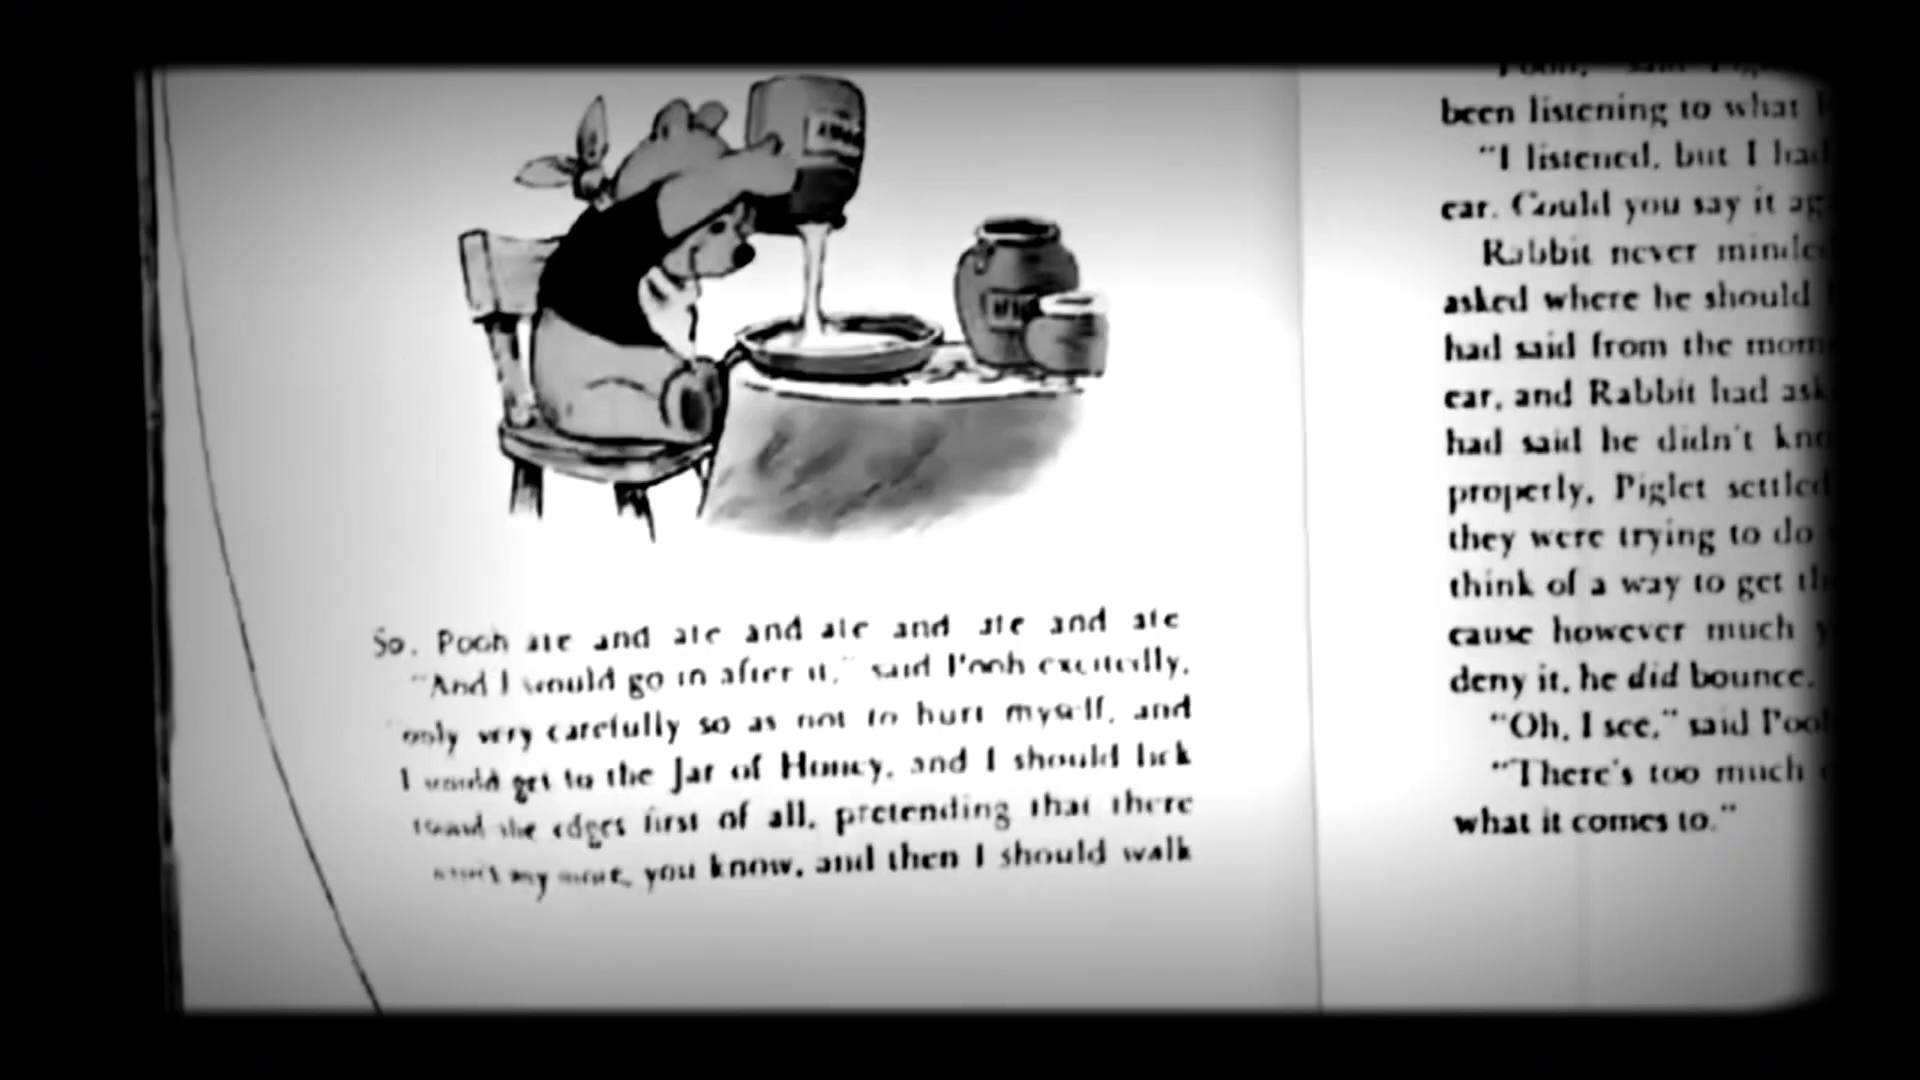 So, Pooh ate and ate and ate and ate and ate
"And I would go in after it," said Pooh excitedly,
only very carefully so as not to hurt myself, and
I would get to the Jar of Honey, and I should lick
round the edges first of all, pretending that there
any more, you know, and then I should walk
been listening to what
"I listened, but I had
ear. Could you say it
Rabbit never minded
asked where he should
had said from the
ear, and Rabbit had
had said he didn't
properly, Piglet settled
they were trying to do
think of a way to get
cause however much
deny it, he did bounce.
"Oh, I see," said Pooh
"There's too much
what it comes to."